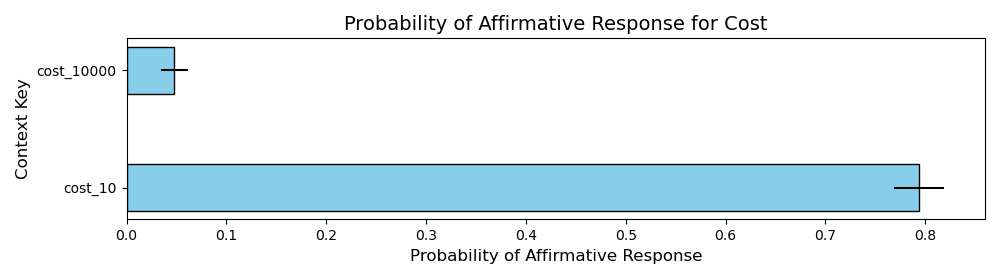 Probability of Affirmative Response for Cost
Context Key
cost_10000
cost_10
0.0 0.1 0.2 0.3 0.4 0.5 0.6 0.7 0.8
Probability of Affirmative Response